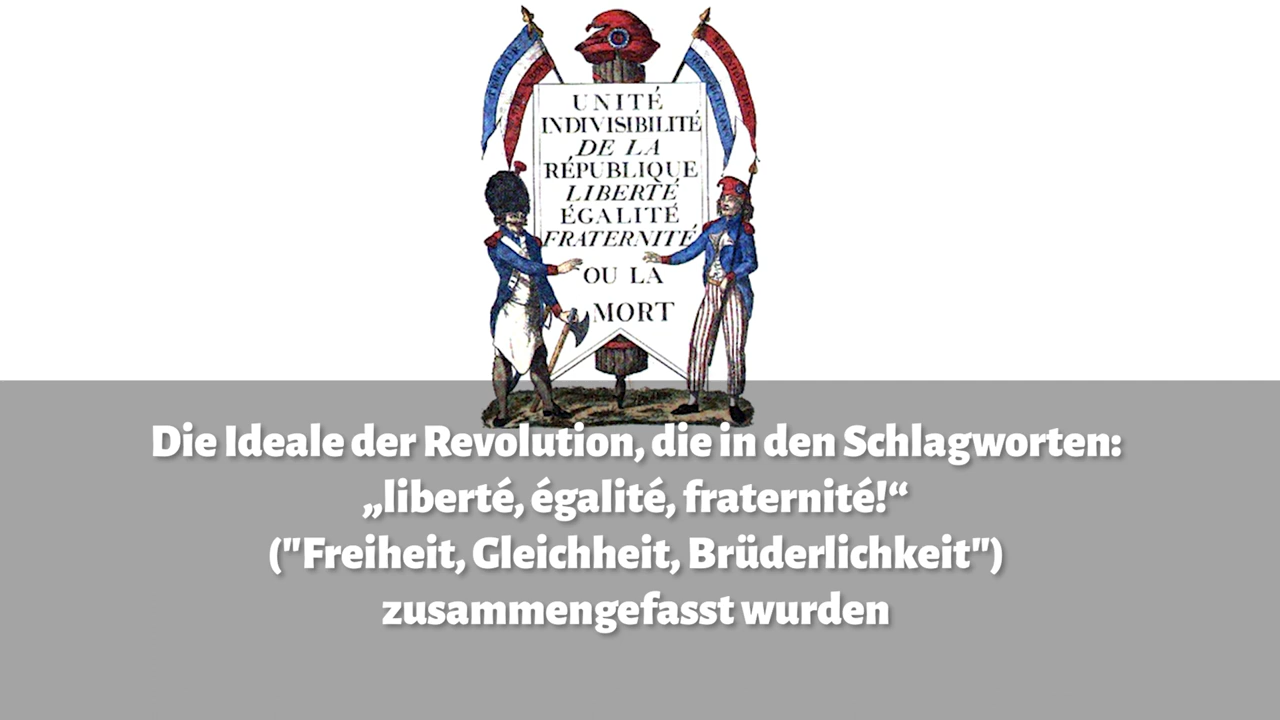 UNITÉ
INDIVISIBILITÉ
DE LA
RÉPUBLIQUE
LIBERTÉ
ÉGALITÉ
FRATERNITÉ
OU LA
MORT
Die Ideale der Revolution, die in den Schlagworten:
„liberté, égalité, fraternité!“
("Freiheit, Gleichheit, Brüderlichkeit")
zusammengefasst wurden